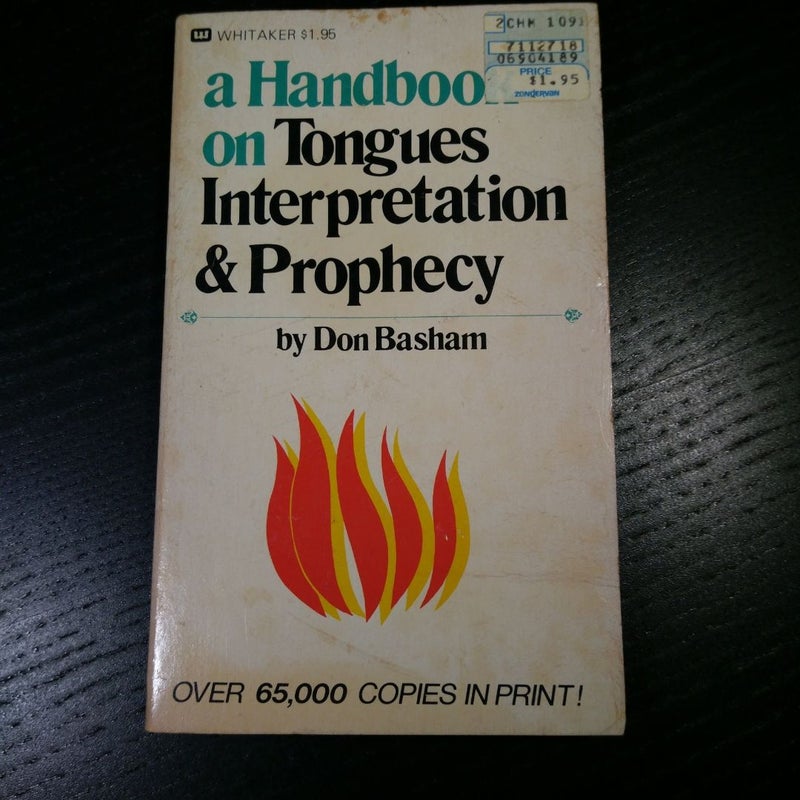 W WHITAKER $1.95
2CHM 109
7112718
06904189
PRICE
$1.95
ZONDERVAN
a Handboo
on Tongues
Interpretation
& Prophecy
by Don Basham
OVER 65,000 COPIES IN PRINT!